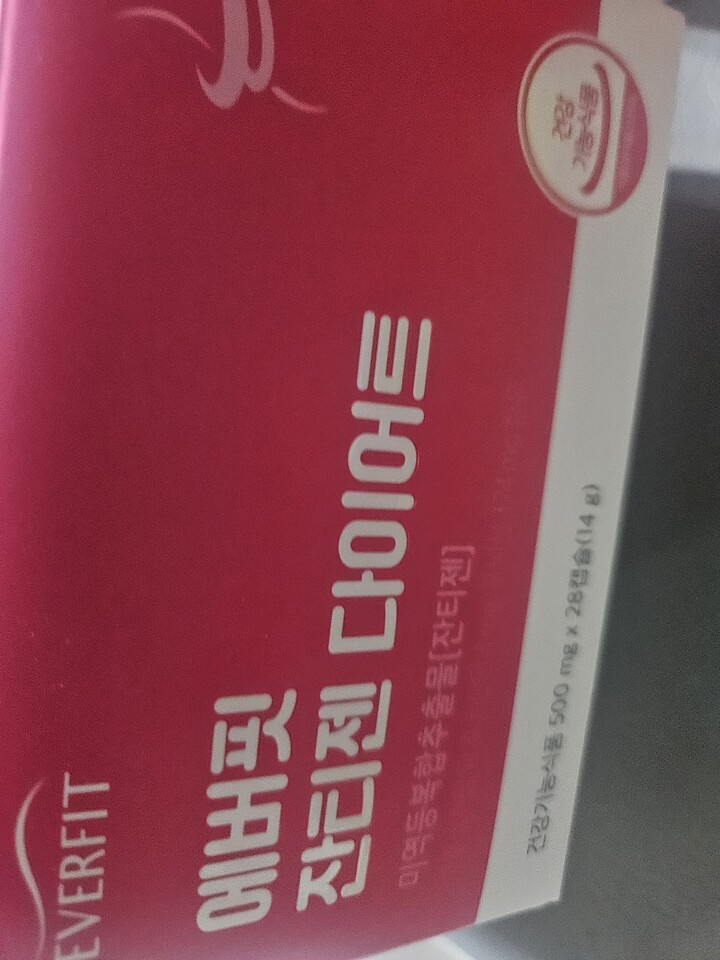 EVERFIT
에버핏
잔티젠 다이어트
미역등복합추출물[잔티젠]
건강기능식품 500 mg x 28캡슐(14 g)
건강
기능식품